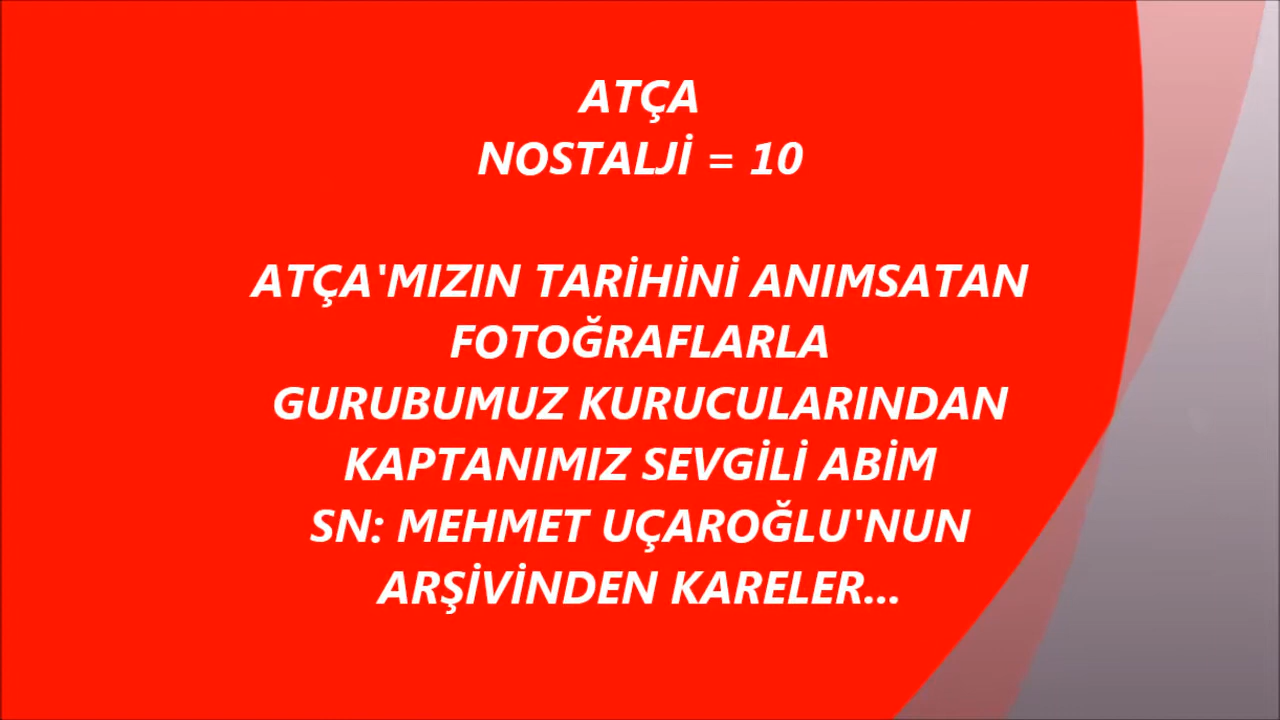 ATÇA
NOSTALJİ = 10
ATÇA'MIZIN TARİHİNİ ANIMSATAN
FOTOĞRAFLARLA
GURUBUMUZ KURUCULARINDAN
KAPTANIMIZ SEVGİLİ ABİM
SN: MEHMET UÇAROĞLU'NUN
ARŞİVİNDEN KARELER...